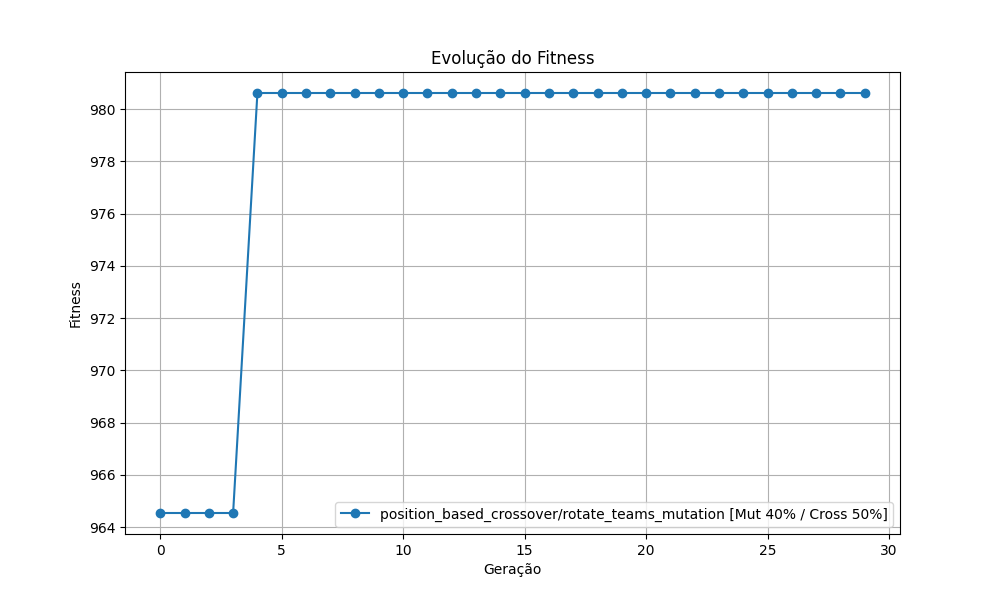 Evolução do Fitness
Fitness
980
978
976
974
972
970
968
966
964
position_based_crossover/rotate_teams_mutation [Mut 40% / Cross 50%]
0 5 10 15 20 25 30
Geração